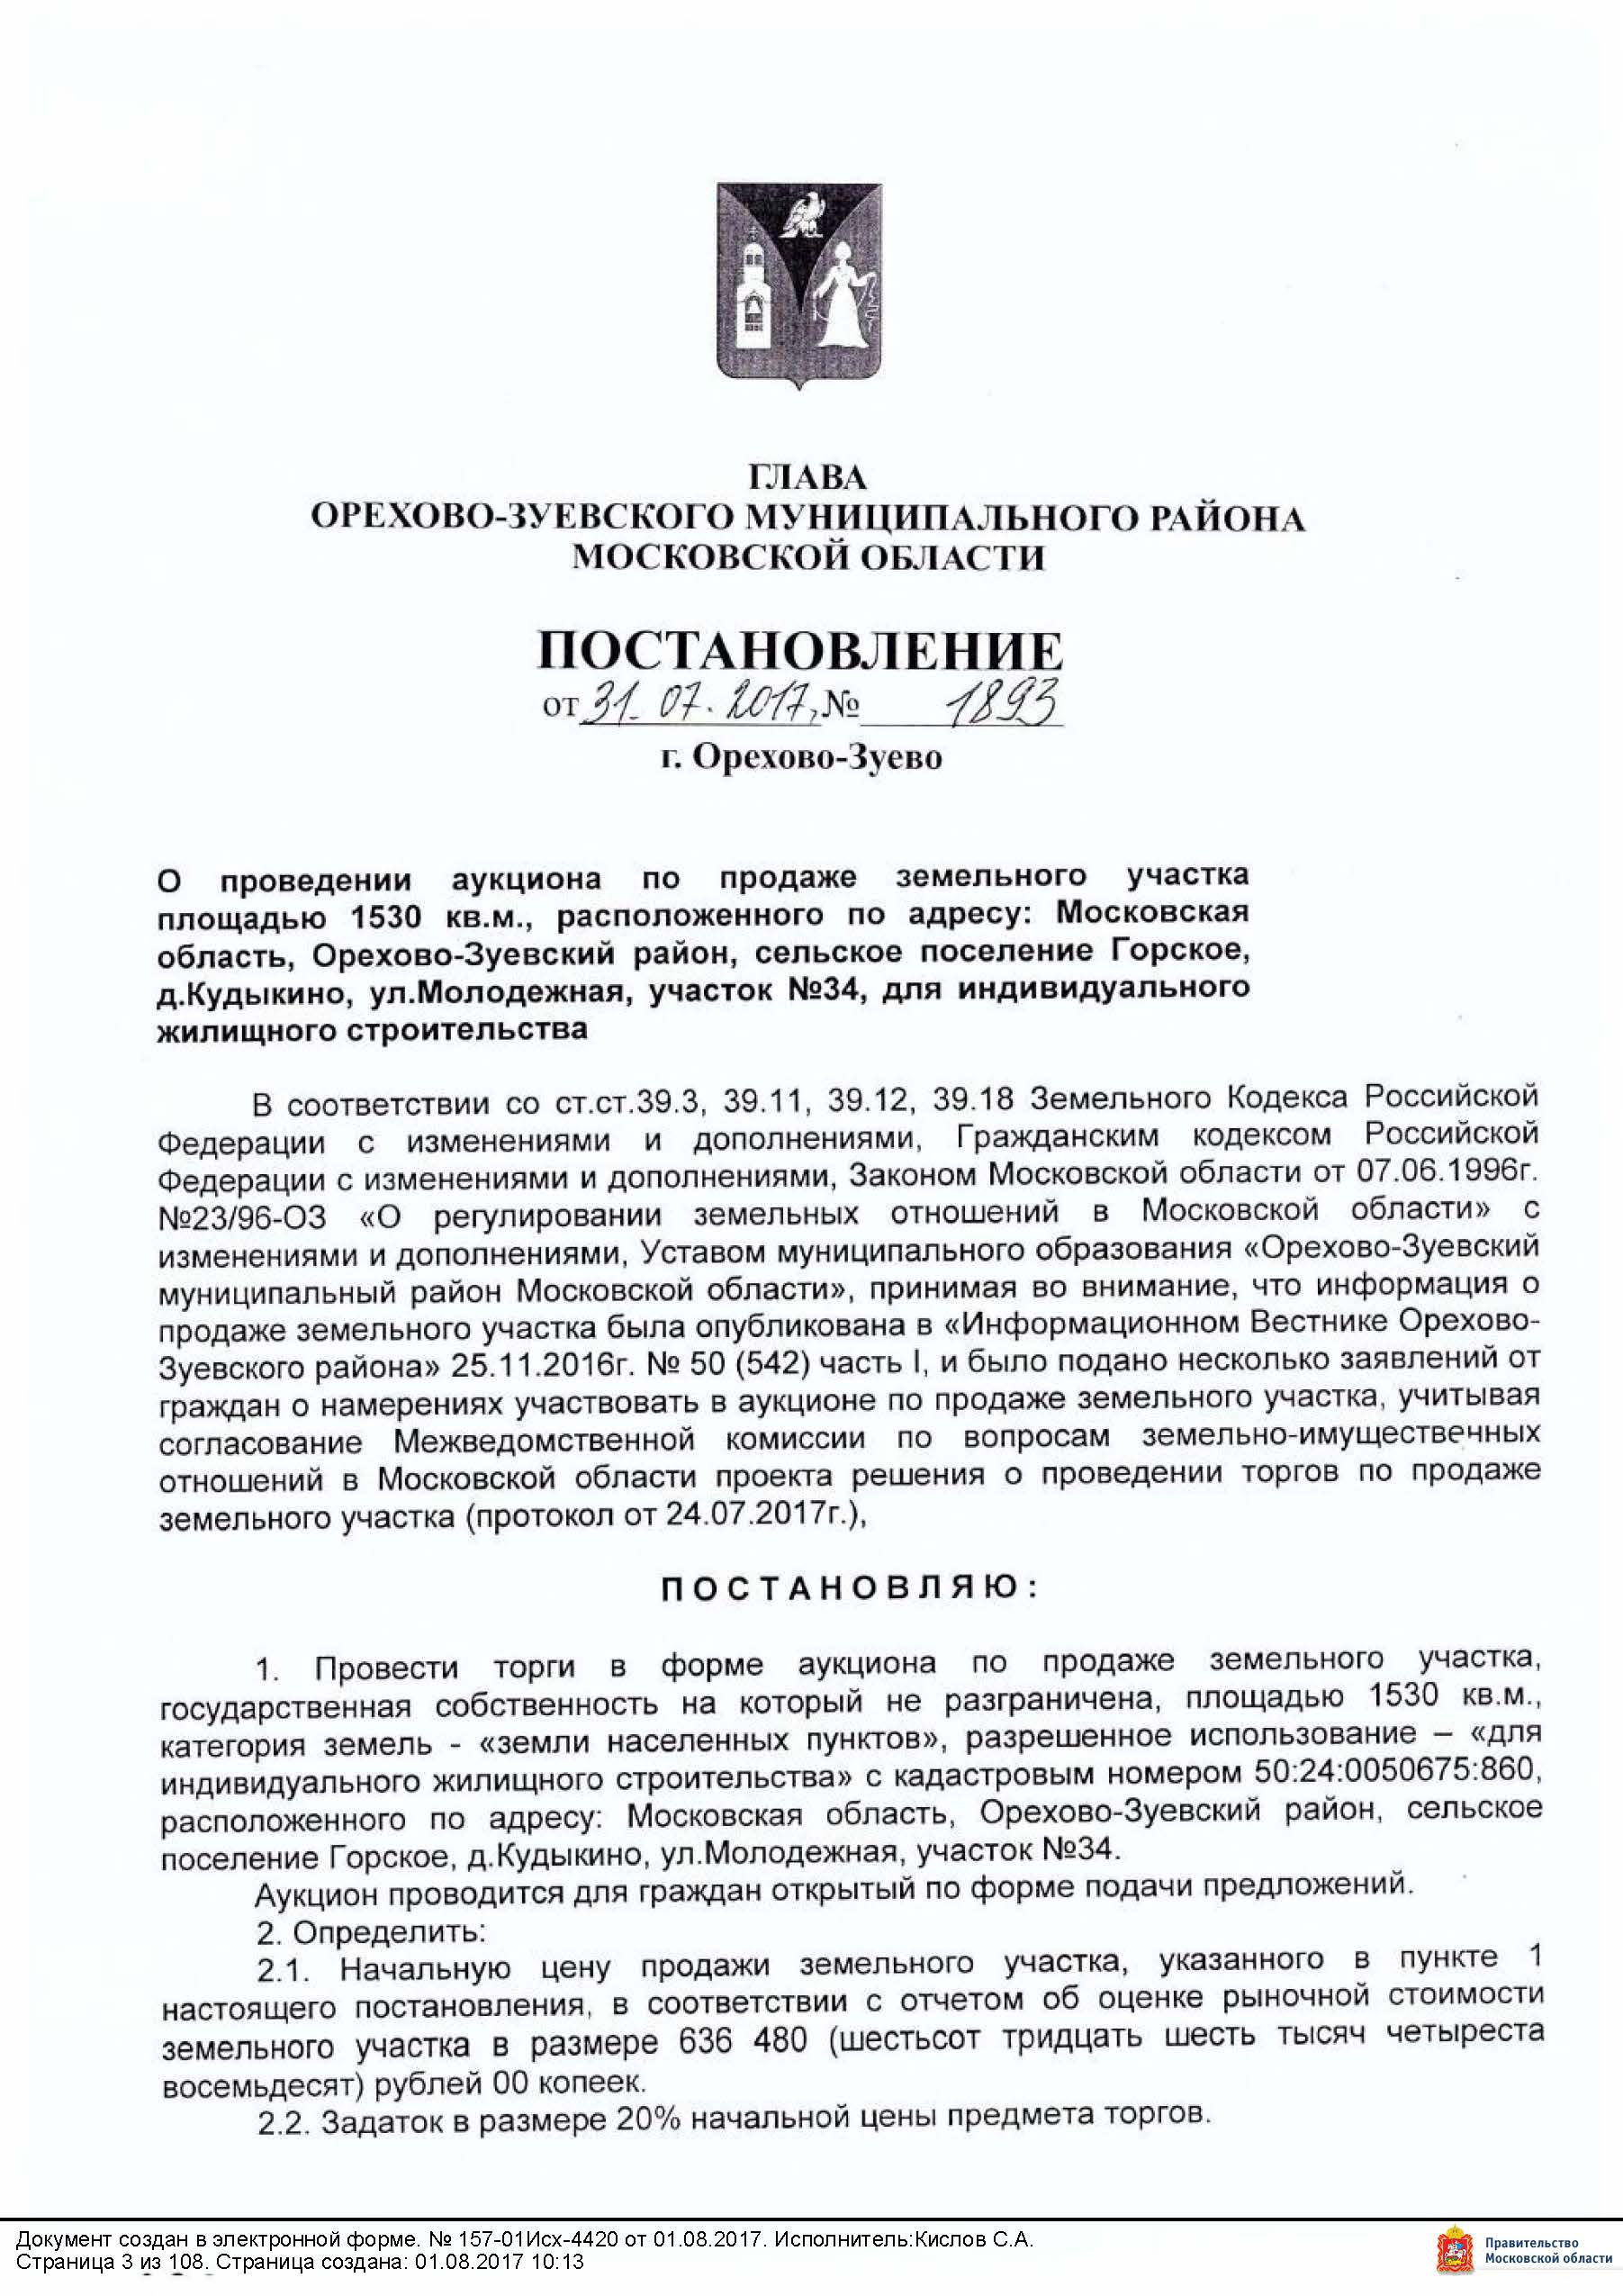 ГЛАВА
ОРЕХОВО-ЗУЕВСКОГО МУНИЦИПАЛЬНОГО РАЙОНА
МОСКОВСКОЙ ОБЛАСТИ
ПОСТАНОВЛЕНИЕ
от 31.07.2017, № 1893
г. Орехово-Зуево
О проведении аукциона по продаже земельного участка
площадью 1530 кв.м., расположенного по адресу: Московская
область, Орехово-Зуевский район, сельское поселение Горское,
д.Кудыкино, ул.Молодежная, участок №34, для индивидуального
жилищного строительства
В соответствии со ст.ст.39.3, 39.11, 39.12, 39.18 Земельного Кодекса Российской
Федерации с изменениями и дополнениями, Гражданским кодексом Российской
Федерации с изменениями и дополнениями, Законом Московской области от 07.06.1996г.
№23/96-ОЗ «О регулировании земельных отношений в Московской области» с
изменениями и дополнениями, Уставом муниципального образования «Орехово-Зуевский
муниципальный район Московской области», принимая во внимание, что информация о
продаже земельного участка была опубликована в «Информационном Вестнике Орехово-
Зуевского района» 25.11.2016г. № 50 (542) часть I, и было подано несколько заявлений от
граждан о намерениях участвовать в аукционе по продаже земельного участка, учитывая
согласование Межведомственной комиссии по вопросам земельно-имущественных
отношений в Московской области проекта решения о проведении торгов по продаже
земельного участка (протокол от 24.07.2017г.),
П О С Т А Н О В Л Я Ю :
1. Провести торги в форме аукциона по продаже земельного участка,
государственная собственность на который не разграничена, площадью 1530 кв.м.,
категория земель - «земли населенных пунктов», разрешенное использование – «для
индивидуального жилищного строительства» с кадастровым номером 50:24:0050675:860,
расположенного по адресу: Московская область, Орехово-Зуевский район, сельское
поселение Горское, д.Кудыкино, ул.Молодежная, участок №34.
Аукцион проводится для граждан открытый по форме подачи предложений.
2. Определить:
2.1. Начальную цену продажи земельного участка, указанного в пункте 1
настоящего постановления, в соответствии с отчетом об оценке рыночной стоимости
земельного участка в размере 636 480 (шестьсот тридцать шесть тысяч четыреста
восемьдесят) рублей 00 копеек.
2.2. Задаток в размере 20% начальной цены предмета торгов.
Документ создан в электронной форме. № 157-01Исх-4420 от 01.08.2017. Исполнитель:Кислов С.А.
Страница 3 из 108. Страница создана: 01.08.2017 10:13
Правительство
Московской области